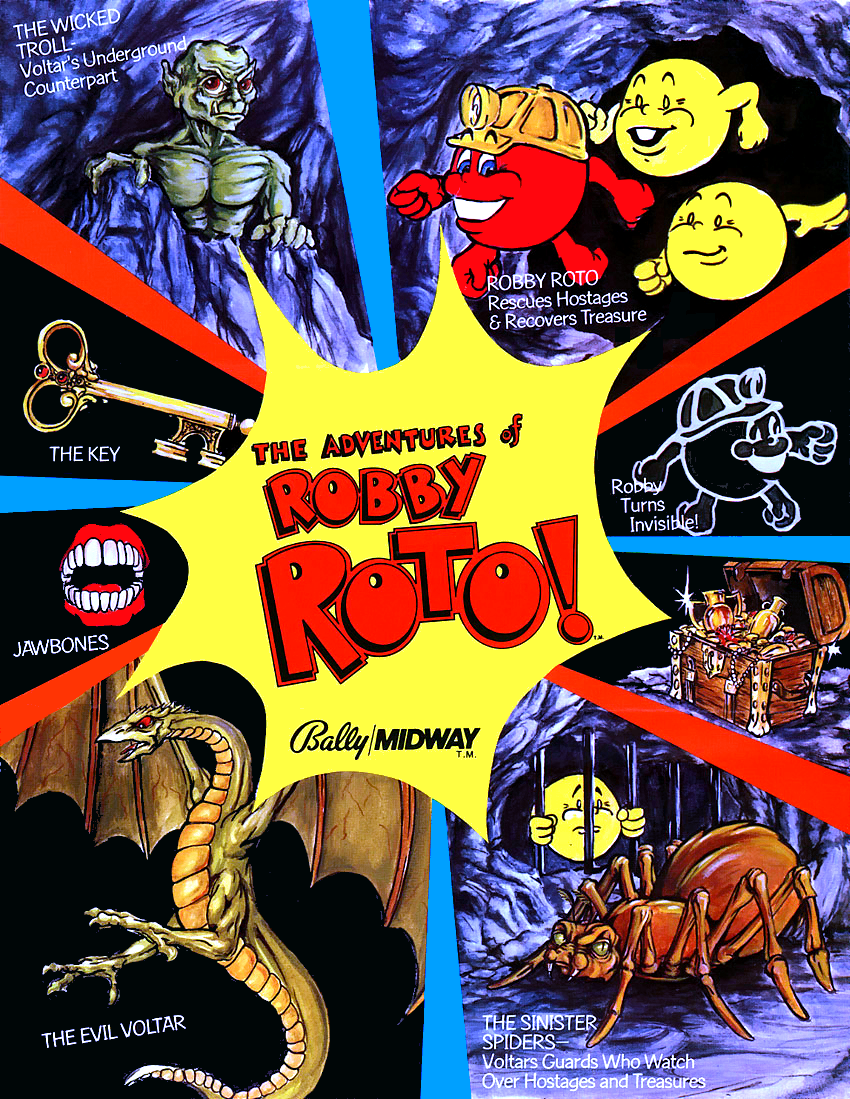 THE WICKED
TROLL-
Voltar's Underground
Counterpart
ROBBY ROTO
Rescues Hostages
& Recovers Treasure
THE KEY
Robby
Turns
Invisible!
JAWBONES
THE ADVENTURES of
ROBBY
ROTO!
T.M.
Bally/MIDWAY
T.M.
THE EVIL VOLTAR
THE SINISTER
SPIDERS—
Voltars Guards Who Watch
Over Hostages and Treasures